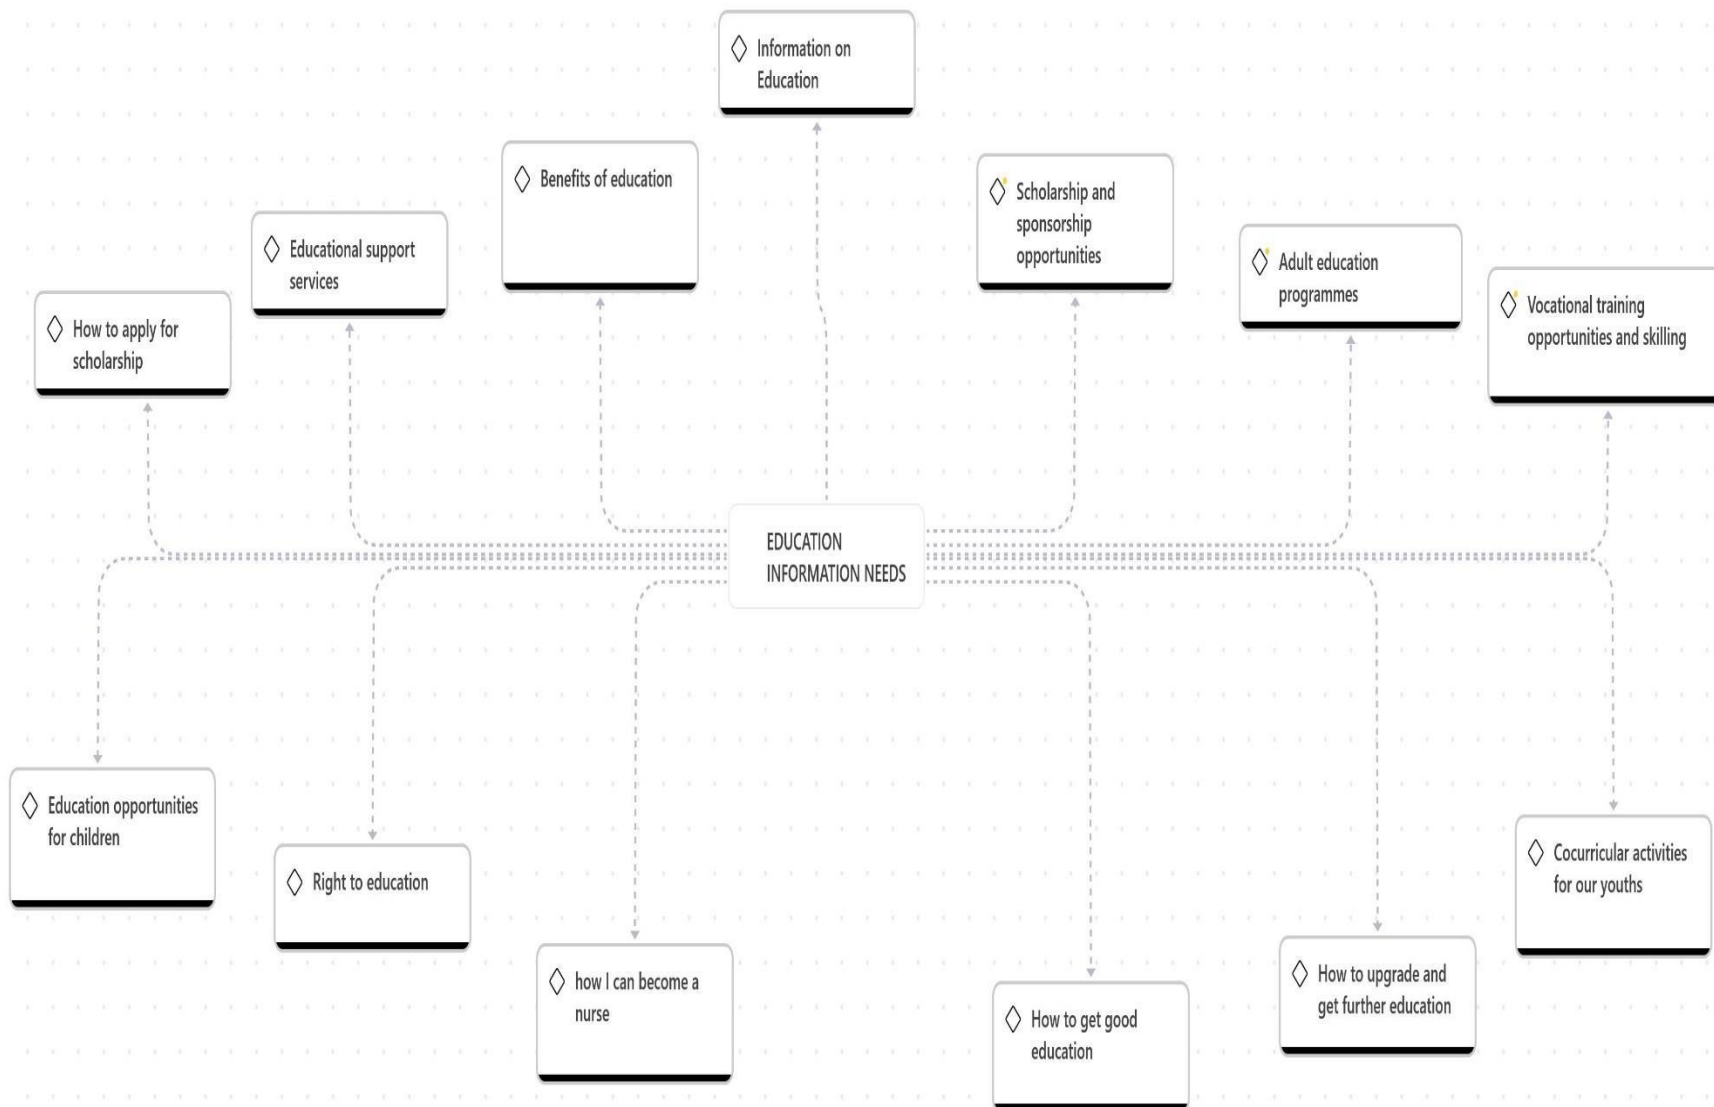 Information on
Education
Benefits of education
Scholarship and
sponsorship
opportunities
Educational support
services
Adult education
programmes
How to apply for
scholarship
Vocational training
opportunities and skilling
EDUCATION
INFORMATION NEEDS
Education opportunities
for children
Right to education
Cocurricular activities
for our youths
how I can become a
nurse
How to upgrade and
get further education
How to get good
education